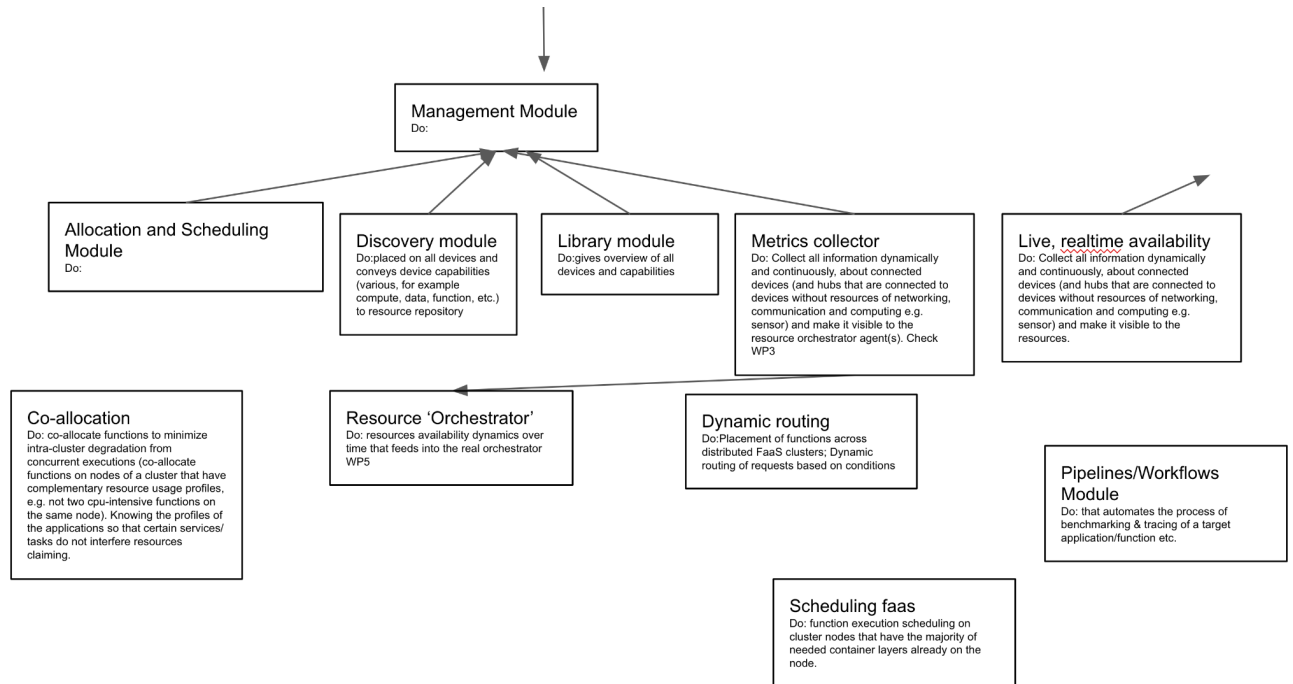 Management Module
Do:
Allocation and Scheduling
Module
Do:
Discovery module
Do:placed on all devices and
conveys device capabilities
(various, for example
compute, data, function, etc.)
to resource repository
Library module
Do:gives overview of all
devices and capabilities
Metrics collector
Do: Collect all information dynamically
and continuously, about connected
devices (and hubs that are connected to
devices without resources of networking,
communication and computing e.g.
sensor) and make it visible to the
resource orchestrator agent(s). Check
WP3
Live, realtime availability
Do: Collect all information dynamically
and continuously, about connected
devices (and hubs that are connected to
devices without resources of networking,
communication and computing e.g.
sensor) and make it visible to the
resources.
Co-allocation
Do: co-allocate functions to minimize
intra-cluster degradation from
concurrent executions (co-allocate
functions on nodes of a cluster that have
complementary resource usage profiles,
e.g. not two cpu-intensive functions on
the same node). Knowing the profiles of
the applications so that certain services/
tasks do not interfere resources
claiming.
Resource ‘Orchestrator’
Do: resources availability dynamics over
time that feeds into the real orchestrator
WP5
Dynamic routing
Do:Placement of functions across
distributed FaaS clusters; Dynamic
routing of requests based on conditions
Pipelines/Workflows
Module
Do: that automates the process of
benchmarking & tracing of a target
application/function etc.
Scheduling faas
Do: function execution scheduling on
cluster nodes that have the majority of
needed container layers already on the
node.